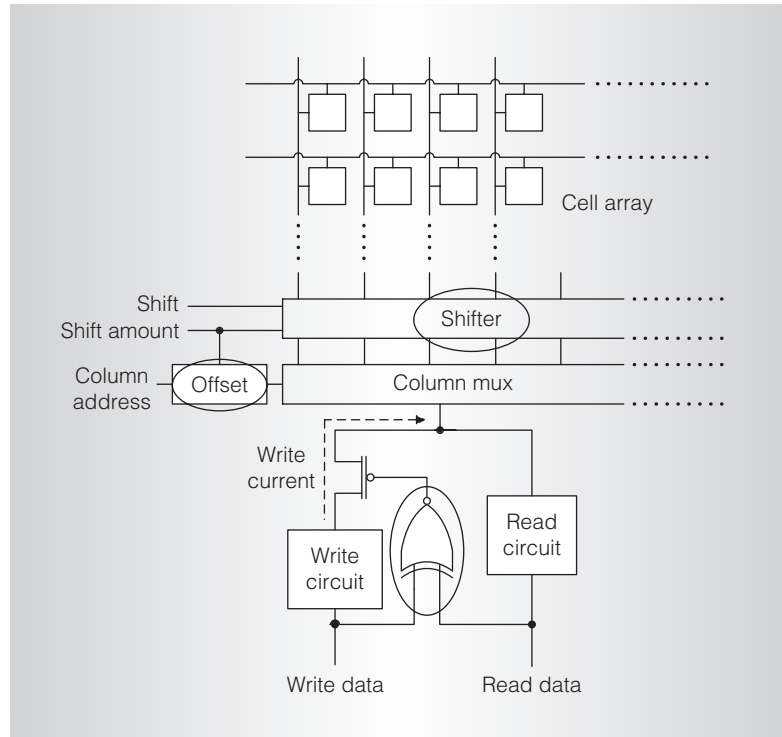 Cell array
Shift
Shift amount
Shifter
Column
address
Offset
Column mux
Write
current
Write
circuit
Read
circuit
Write data
Read data